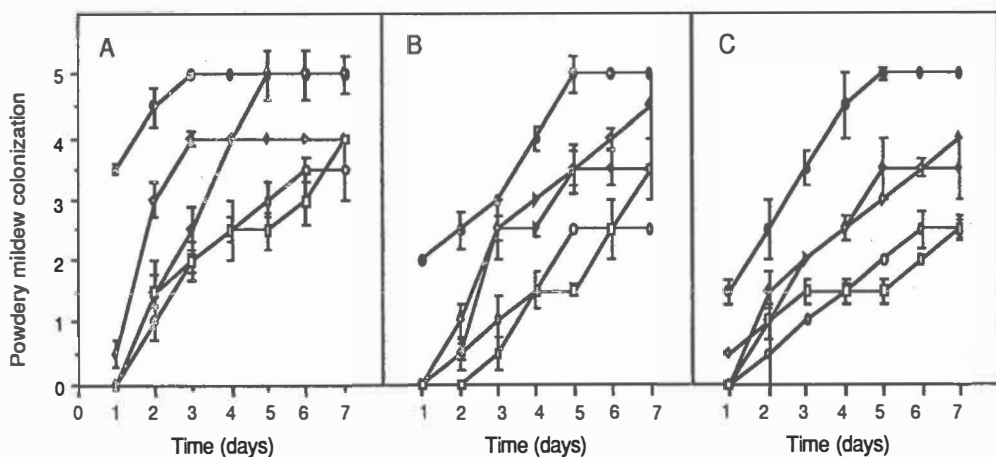 A
B
C
Powdery mildew colonization
5
4
3
2
1
0
0 1 2 3 4 5 6 7
1 2 3 4 5 6 7
1 2 3 4 5 6 7
Time (days)
Time (days)
Time (days)